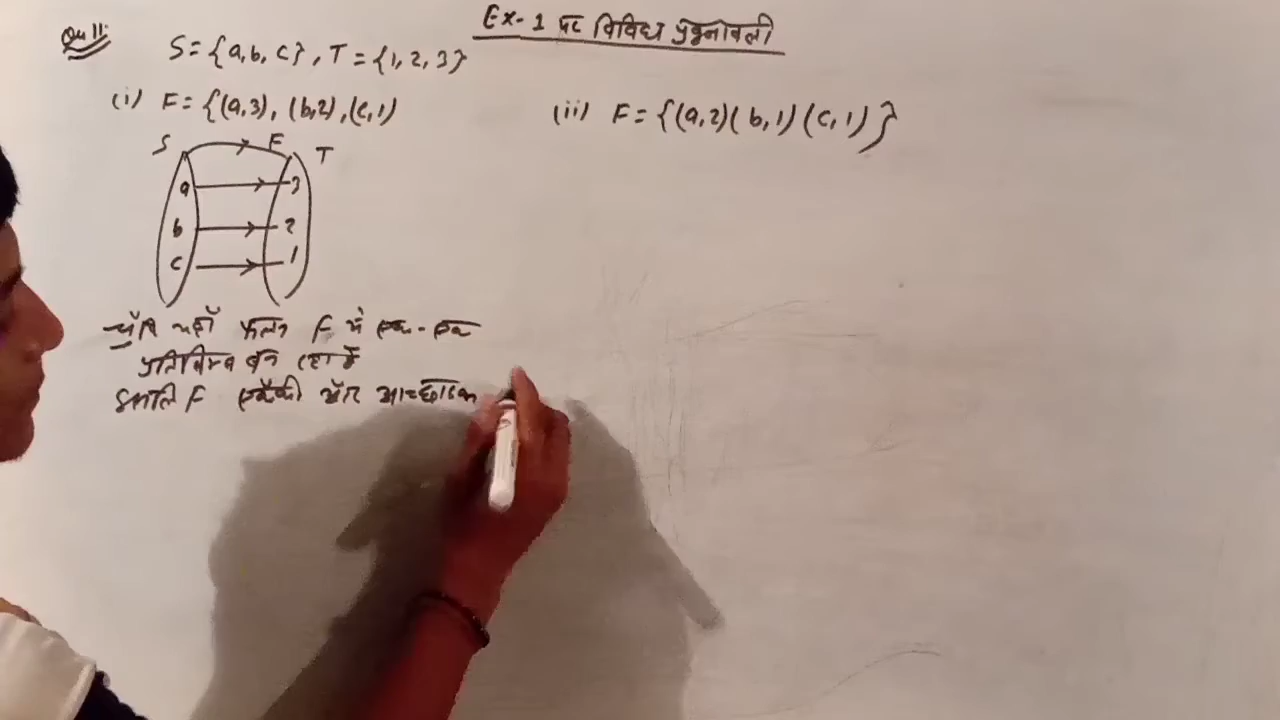 Ex-1 पर विविध प्रश्नावली
Qu 11:
S = {a, b, c}, T = {1, 2, 3}
(i) F = {(a,3), (b,2), (c,1)
(ii) F = {(a,2)(b,1)(c,1)}
S F T
a 3
b 2
c 1
चूँकि यहाँ फलन F में एक-एक
प्रतिबिम्ब बन रहा है
इसलि F एकैकी और आच्छादक